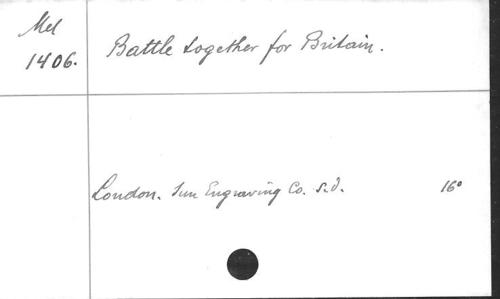 Mel
1406.
Battle together for Britain.
London. Sun Engraving Co. s.d. 16°